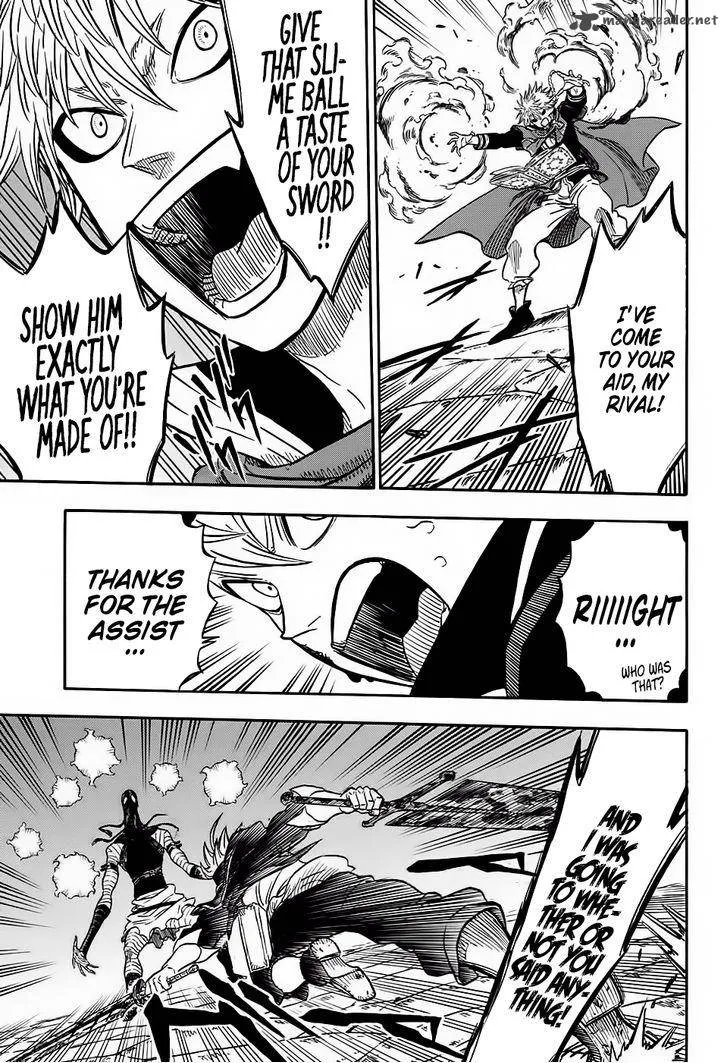 mangareader.net
I'VE
COME
TO YOUR
AID, MY
RIVAL!
GIVE
THAT SLI-
ME BALL
A TASTE
OF YOUR
SWORD
!!
SHOW HIM
EXACTLY
WHAT YOU'RE
MADE OF!!
RIIIIIGHT
...
WHO WAS
THAT?
THANKS
FOR THE
ASSIST
...
AND
I WAS
GOING
TO WHE-
THER OR
NOT YOU
SAID ANY-
THING!